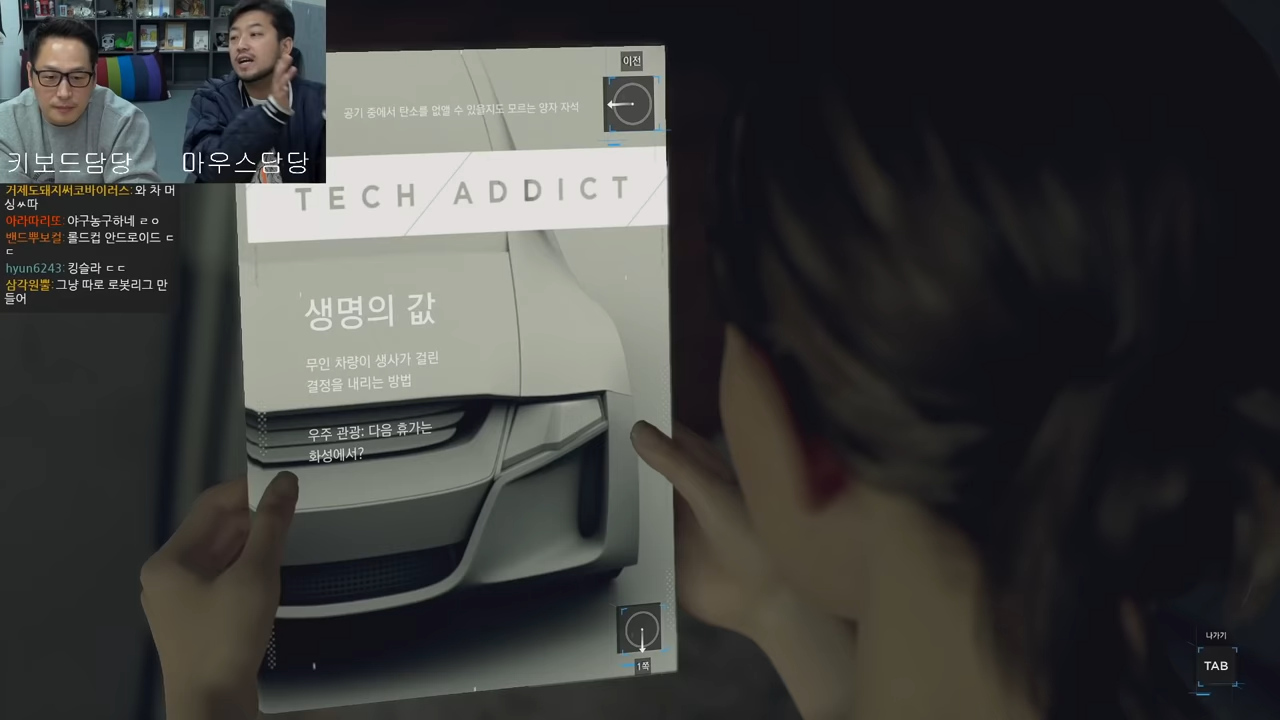 키보드담당
마우스담당
거제도돼지써코바이러스: 와 차 머
싱ㅆ따
아라따리또: 야구농구하네 ㄹㅇ
밴드뿌보컬: 롤드컵 안드로이드 ㄷ
ㄷ
hyun6243: 킹슬라 ㄷㄷ
삼각원뿔: 그냥 따로 로봇리그 만
들어
이전
공기 중에서 탄소를 없앨 수 있을지도 모르는 양자 자석
TECH ADDICT
생명의 값
무인 차량이 생사가 걸린
결정을 내리는 방법
우주 관광: 다음 휴가는
화성에서?
1쪽
나가기
TAB